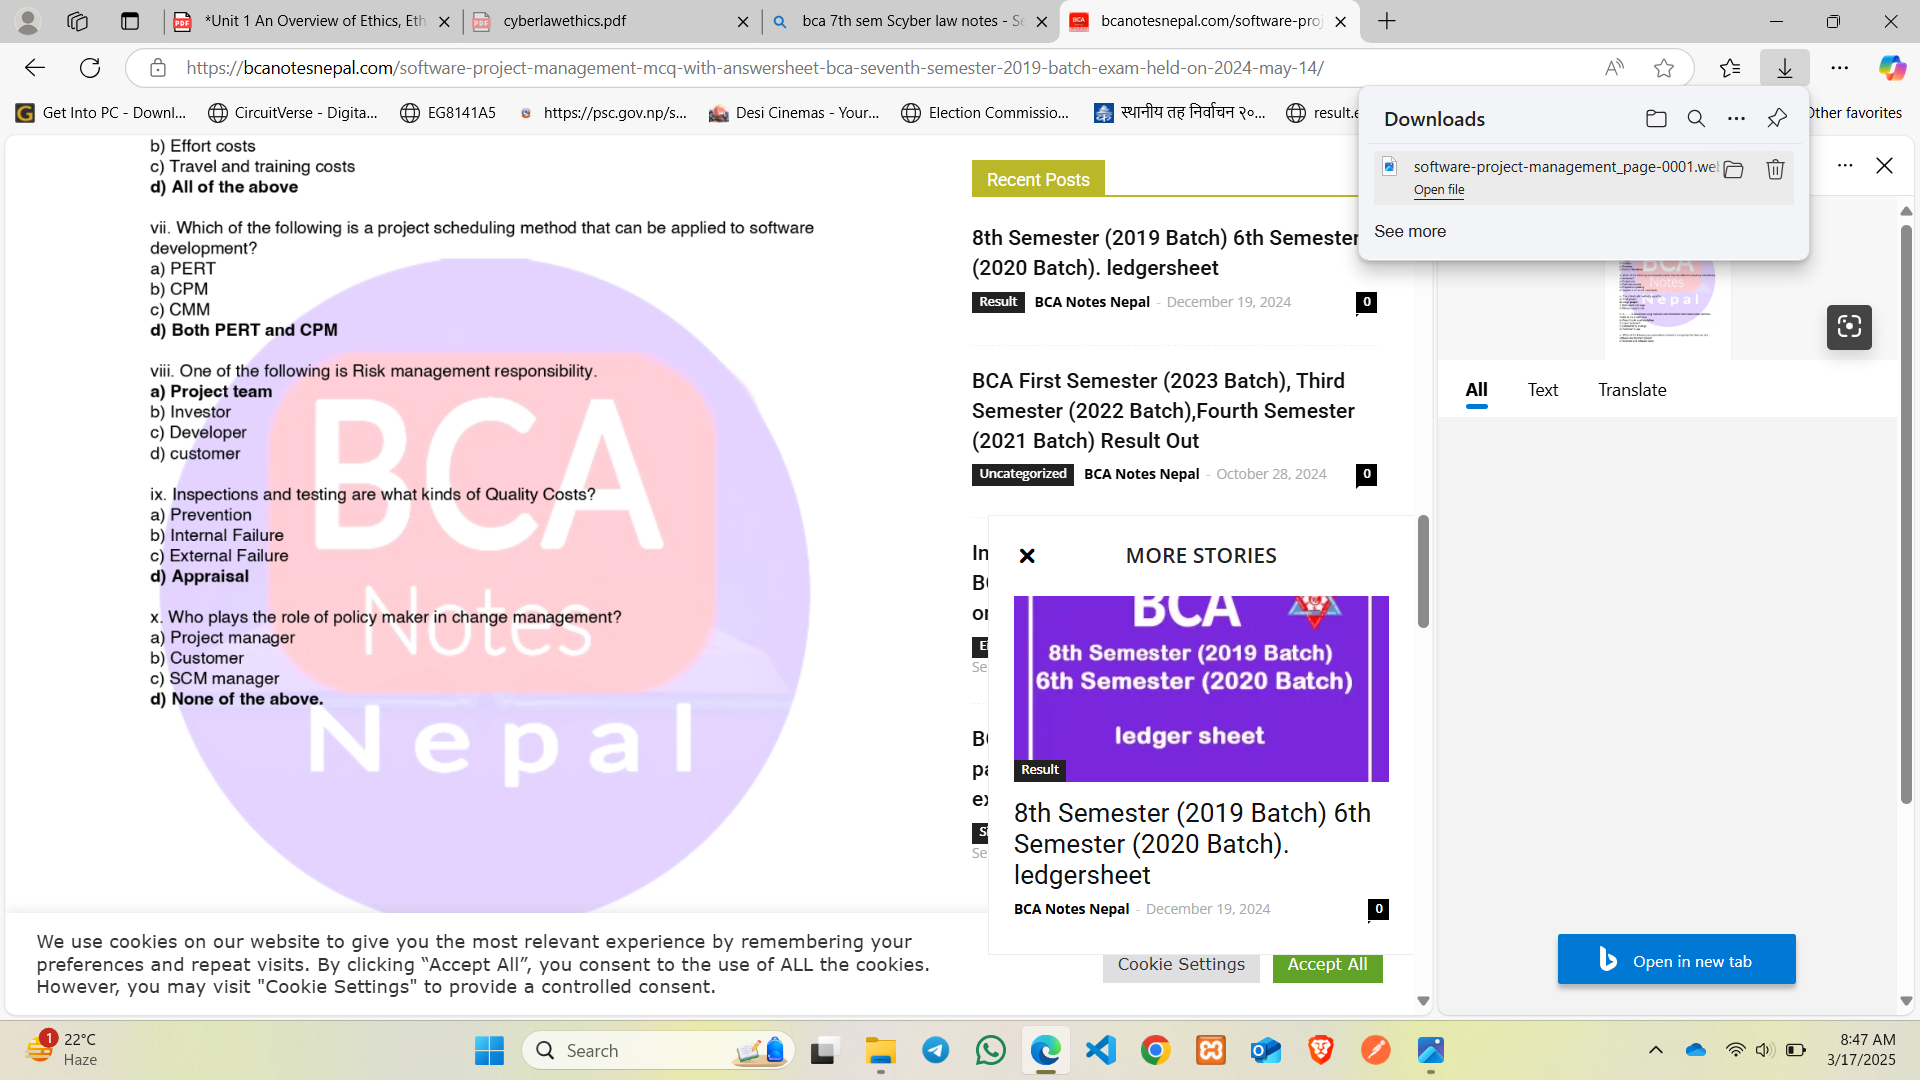 *Unit 1 An Overview of Ethics, Eth
cyberlawethics.pdf
bca 7th sem Scyber law notes - Se
bcanotesnepal.com/software-proj
https://bcanotesnepal.com/software-project-management-mcq-with-answersheet-bca-seventh-semester-2019-batch-exam-held-on-2024-may-14/
Get Into PC - Downl...
CircuitVerse - Digita...
EG8141A5
https://psc.gov.np/s...
Desi Cinemas - Your...
Election Commissio...
स्थानीय तह निर्वाचन २०...
result.e
Other favorites
Downloads
software-project-management_page-0001.web
Open file
See more
b) Effort costs
c) Travel and training costs
d) All of the above
vii. Which of the following is a project scheduling method that can be applied to software
development?
a) PERT
b) CPM
c) CMM
d) Both PERT and CPM
viii. One of the following is Risk management responsibility.
a) Project team
b) Investor
c) Developer
d) customer
ix. Inspections and testing are what kinds of Quality Costs?
a) Prevention
b) Internal Failure
c) External Failure
d) Appraisal
x. Who plays the role of policy maker in change management?
a) Project manager
b) Customer
c) SCM manager
d) None of the above.
BCA
Notes
Nepal
Recent Posts
8th Semester (2019 Batch) 6th Semester
(2020 Batch). ledgersheet
Result BCA Notes Nepal - December 19, 2024 0
BCA First Semester (2023 Batch), Third
Semester (2022 Batch),Fourth Semester
(2021 Batch) Result Out
Uncategorized BCA Notes Nepal - October 28, 2024 0
MORE STORIES
BCA
8th Semester (2019 Batch)
6th Semester (2020 Batch)
ledger sheet
Result
8th Semester (2019 Batch) 6th
Semester (2020 Batch).
ledgersheet
BCA Notes Nepal - December 19, 2024 0
All
Text
Translate
Open in new tab
We use cookies on our website to give you the most relevant experience by remembering your
preferences and repeat visits. By clicking “Accept All”, you consent to the use of ALL the cookies.
However, you may visit "Cookie Settings" to provide a controlled consent.
Cookie Settings
Accept All
1
22°C
Haze
Search
8:47 AM
3/17/2025